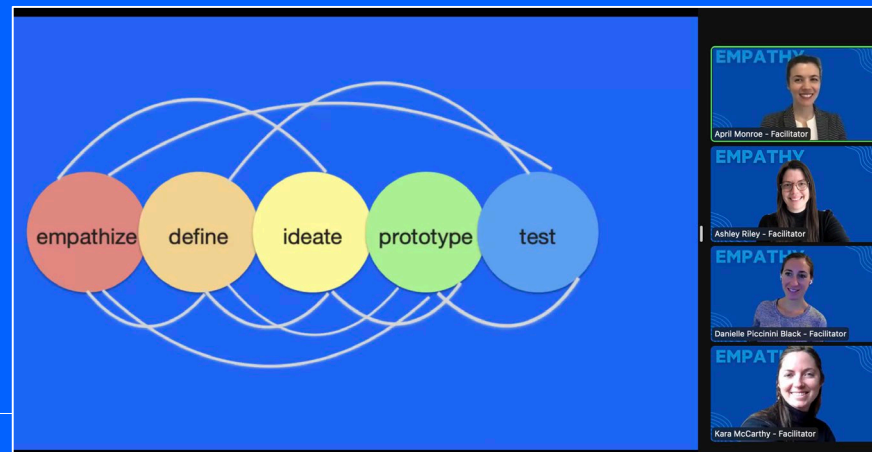 empathize
define
ideate
prototype
test
EMPATHY
April Monroe - Facilitator
EMPATHY
Ashley Riley - Facilitator
EMPATHY
Danielle Piccinini Black - Facilitator
EMPAT
Kara McCarthy - Facilitator